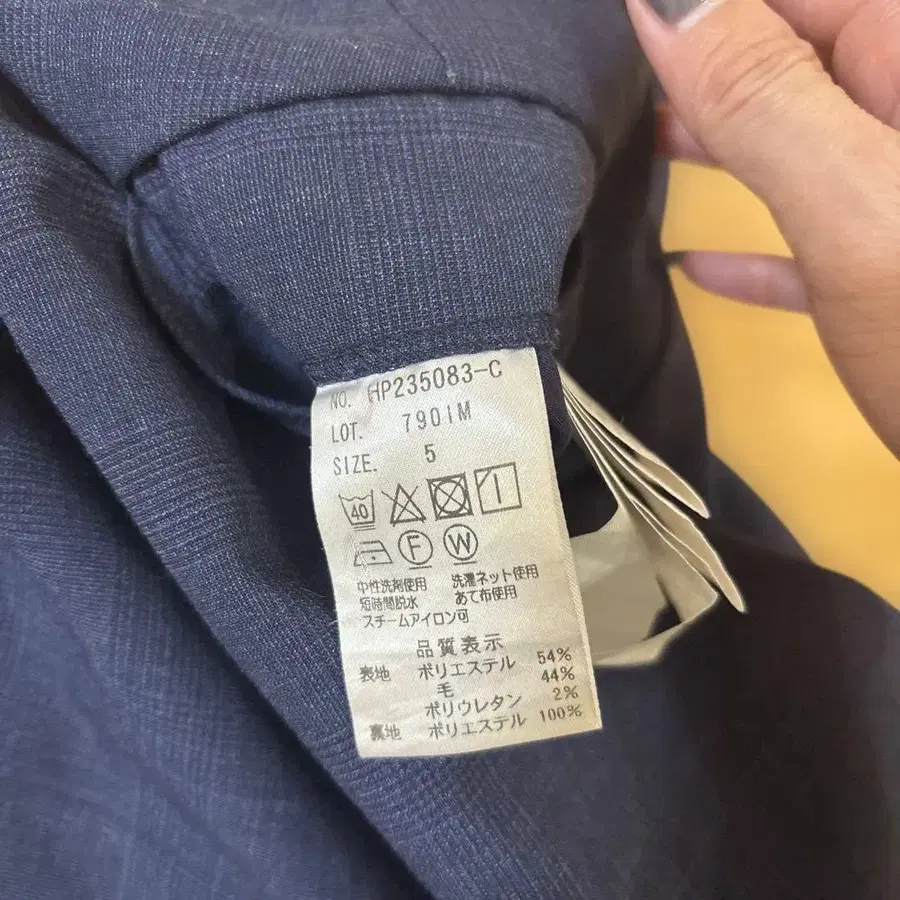 NO. HP235083-C
LOT. 7901M
SIZE. 5
40
F W
中性洗剤使用 洗濯ネット使用
短時間脱水 あて布使用
スチームアイロン可
品質表示
表地 ポリエステル 54%
毛 44%
ポリウレタン 2%
裏地 ポリエステル 100%